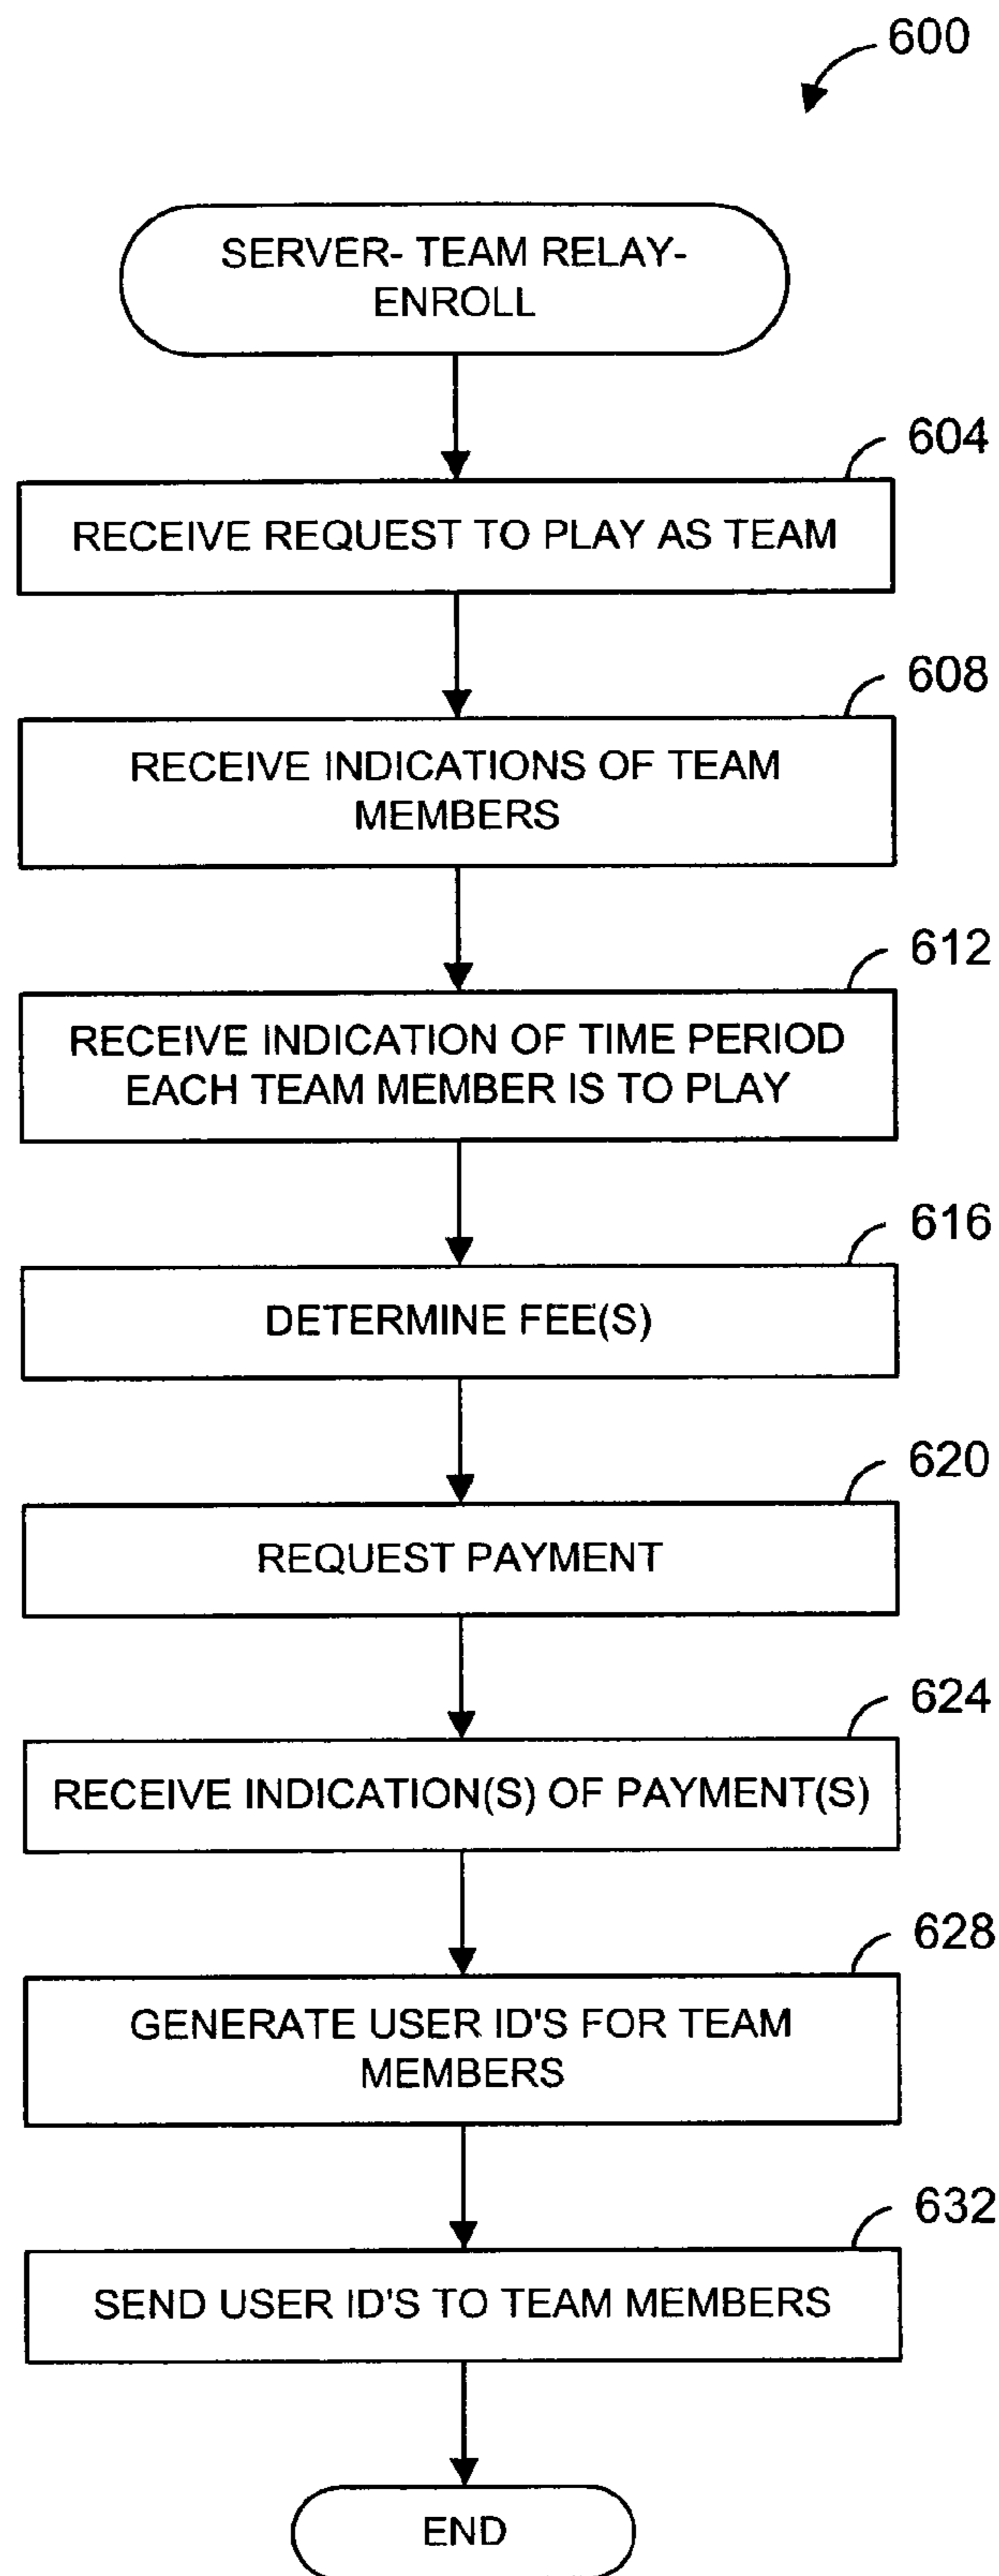 600
SERVER- TEAM RELAY-
ENROLL
604
RECEIVE REQUEST TO PLAY AS TEAM
608
RECEIVE INDICATIONS OF TEAM
MEMBERS
612
RECEIVE INDICATION OF TIME PERIOD
EACH TEAM MEMBER IS TO PLAY
616
DETERMINE FEE(S)
620
REQUEST PAYMENT
624
RECEIVE INDICATION(S) OF PAYMENT(S)
628
GENERATE USER ID'S FOR TEAM
MEMBERS
632
SEND USER ID'S TO TEAM MEMBERS
END